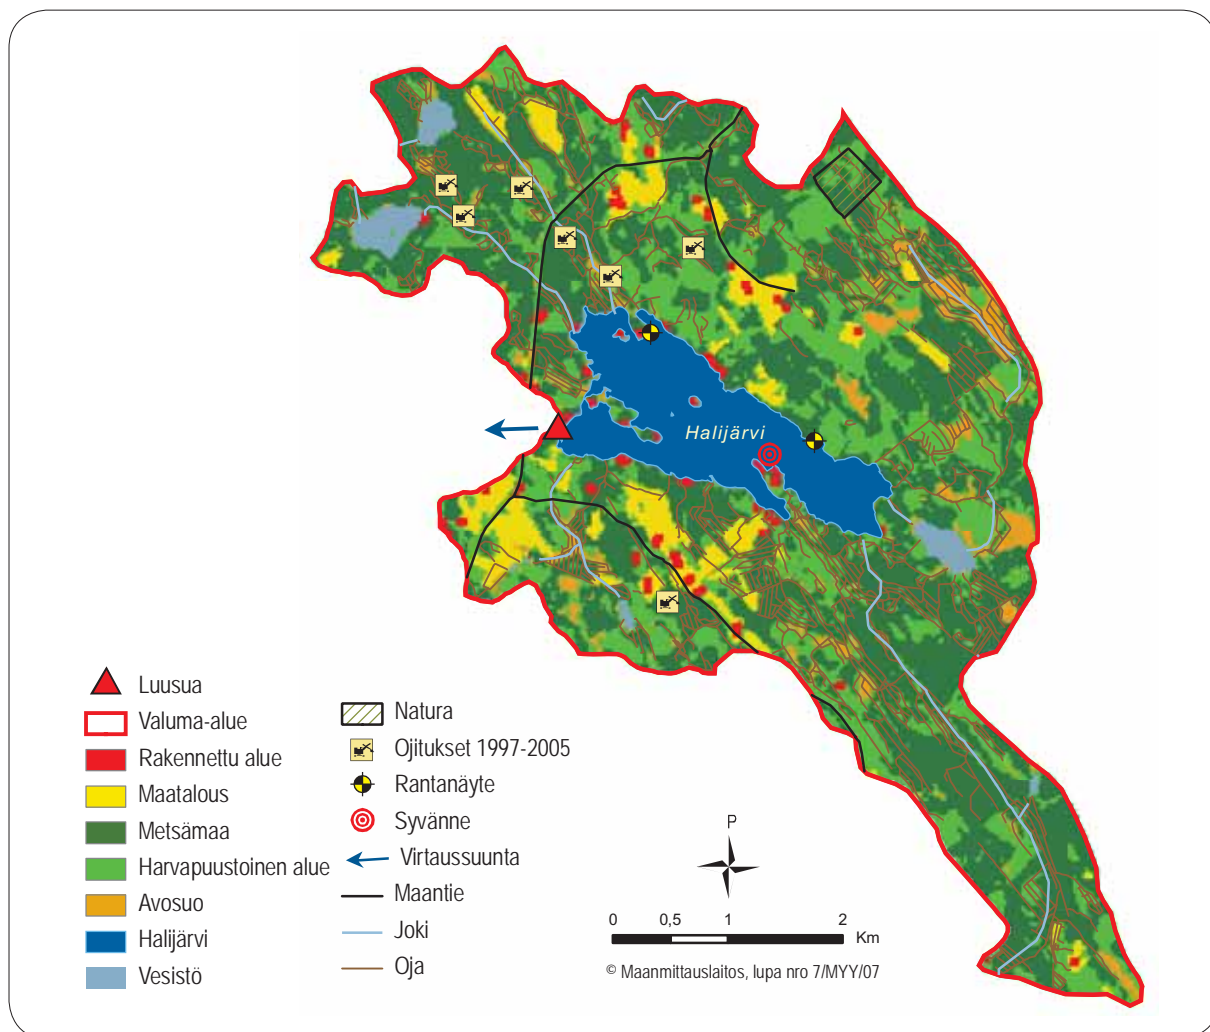 Halijärvi
Luusua
Valuma-alue
Rakennettu alue
Maatalous
Metsämaa
Harvapuustoinen alue
Avosuo
Halijärvi
Vesistö
Natura
Ojitukset 1997-2005
Rantanäyte
Syvänne
Virtaussuunta
Maantie
Joki
Oja
P
0 0,5 1 2
Km
© Maanmittauslaitos, lupa nro 7/MYY/07